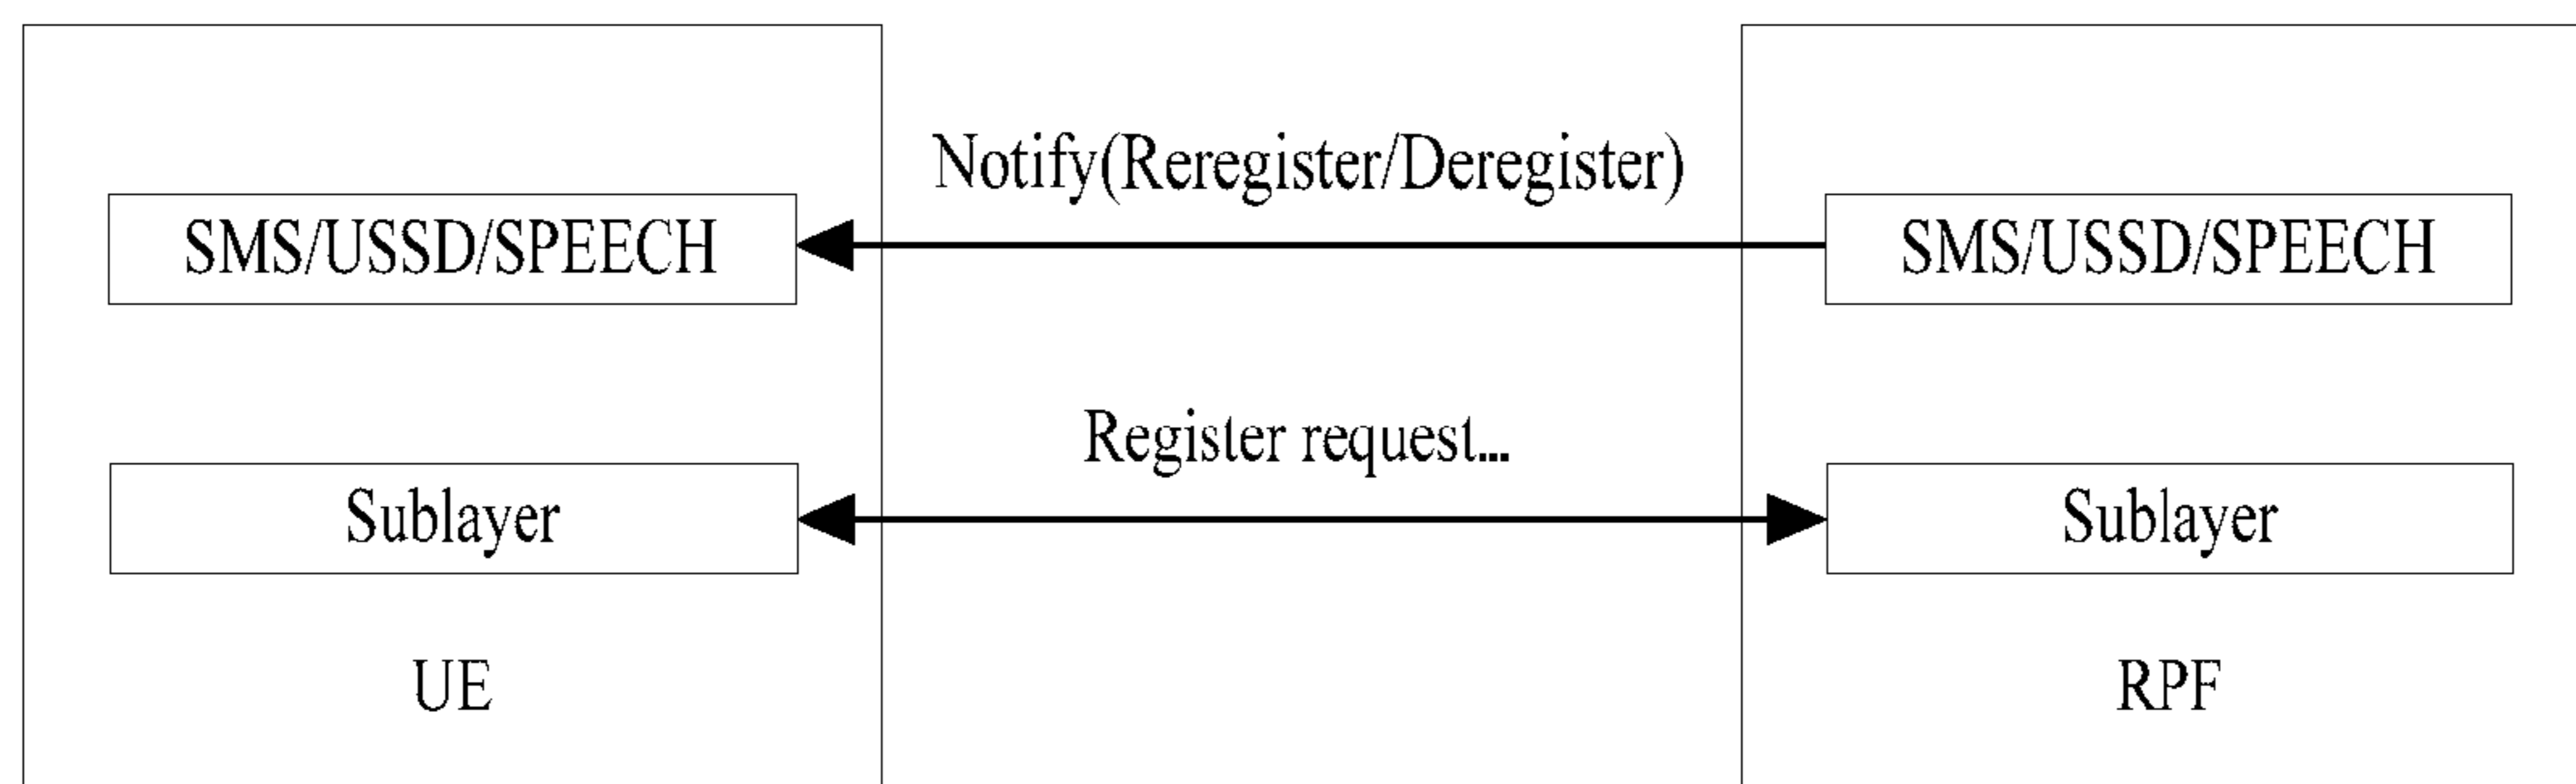 Notify(Reregister/Deregister)
SMS/USSD/SPEECH
SMS/USSD/SPEECH
Register request...
Sublayer
Sublayer
UE
RPF